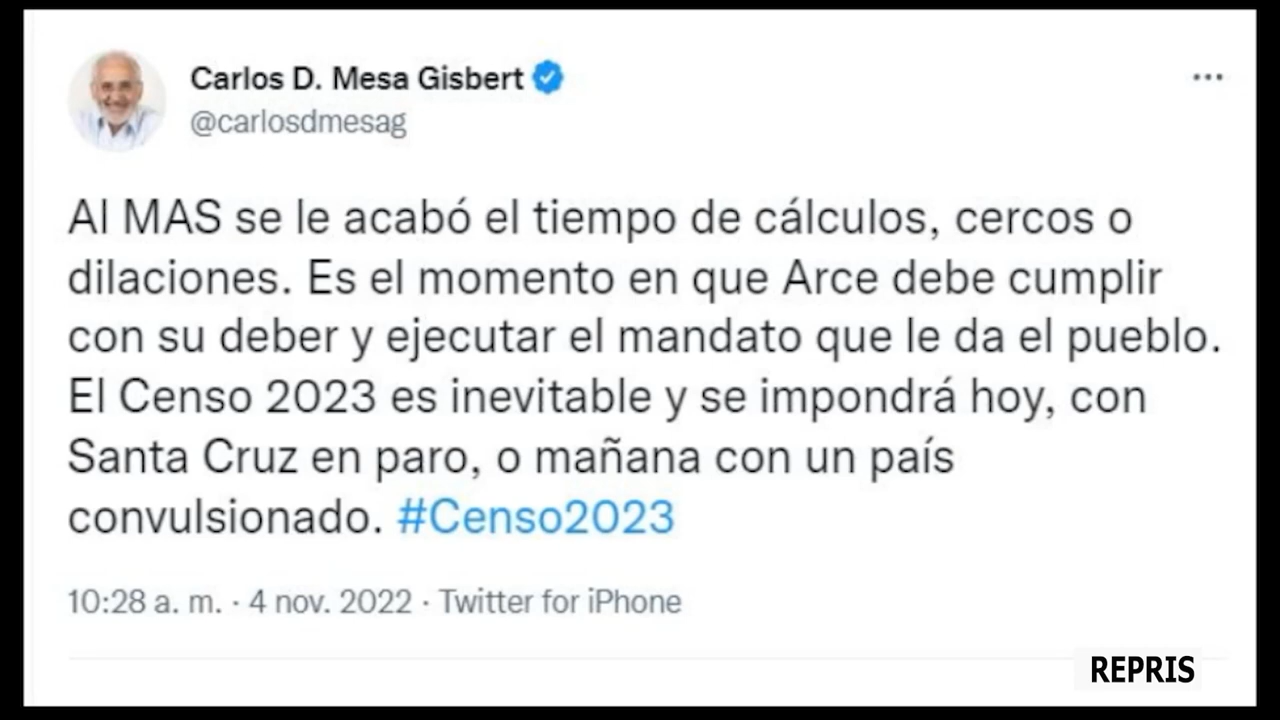 Carlos D. Mesa Gisbert
@carlosdmesag
Al MAS se le acabó el tiempo de cálculos, cercos o
dilaciones. Es el momento en que Arce debe cumplir
con su deber y ejecutar el mandato que le da el pueblo.
El Censo 2023 es inevitable y se impondrá hoy, con
Santa Cruz en paro, o mañana con un país
convulsionado. #Censo2023
10:28 a. m. · 4 nov. 2022 · Twitter for iPhone
REPRIS